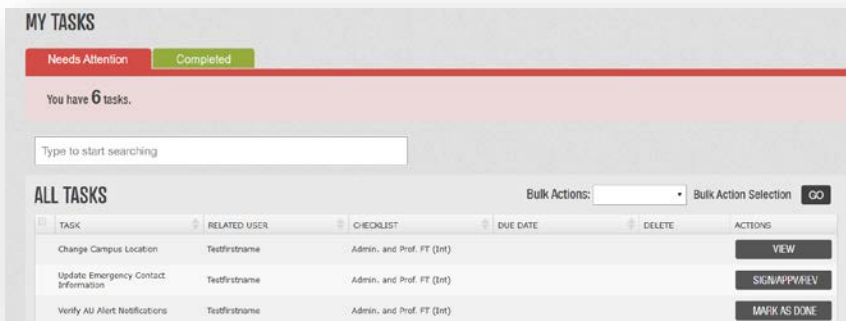 MY TASKS
Needs Attention Completed
You have 6 tasks.
Type to start searching
ALL TASKS Bulk Actions: Bulk Action Selection GO
TASK RELATED USER CHECKLIST DUE DATE DELETE ACTIONS
Change Campus Location Testfirstname Admin. and Prof. FT (Int) VIEW
Update Emergency Contact
Information Testfirstname Admin. and Prof. FT (Int) SIGN/APPV/REV
Verify AU Alert Notifications Testfirstname Admin. and Prof. FT (Int) MARK AS DONE